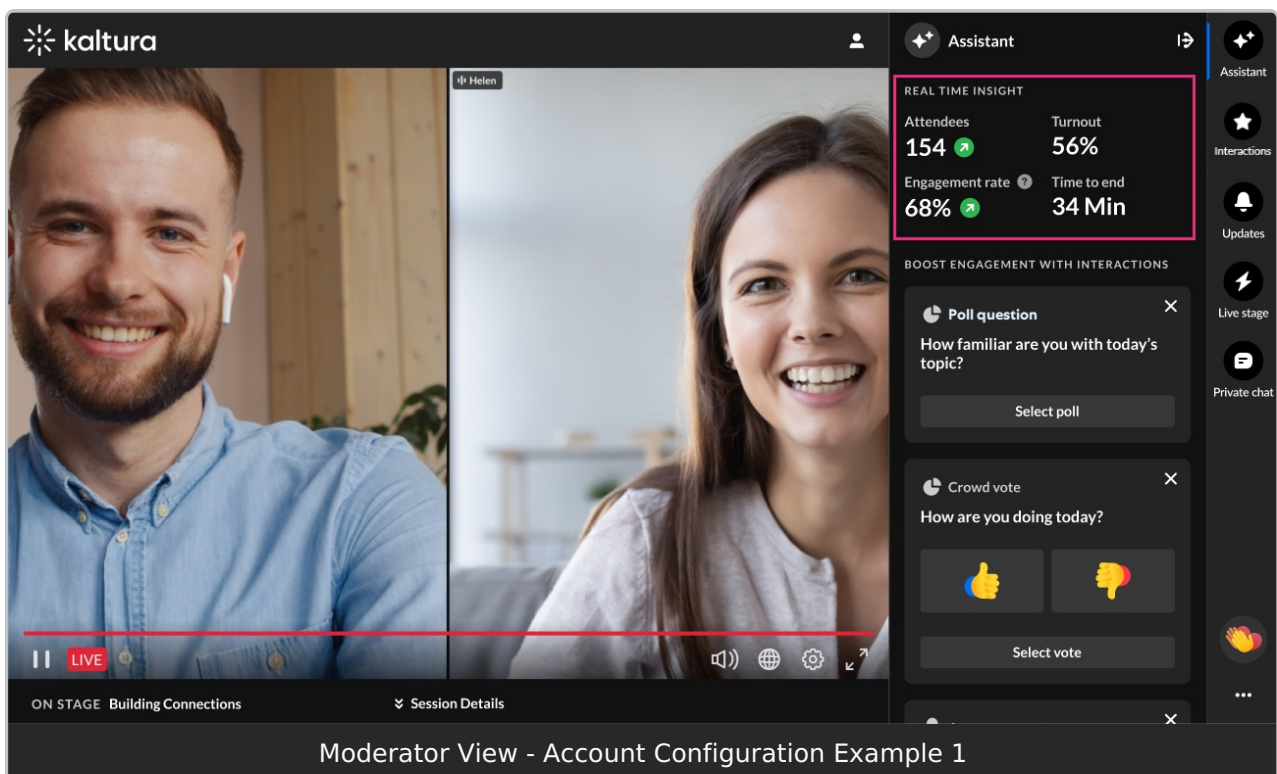 kaltura
Helen
LIVE
ON STAGE Building Connections
Session Details
Assistant
REAL TIME INSIGHT
Attendees
154
Turnout
56%
Engagement rate ?
68%
Time to end
34 Min
BOOST ENGAGEMENT WITH INTERACTIONS
Poll question
How familiar are you with today's
topic?
Select poll
Crowd vote
How are you doing today?
Select vote
Assistant
Interactions
Updates
Live stage
Private chat
Moderator View - Account Configuration Example 1